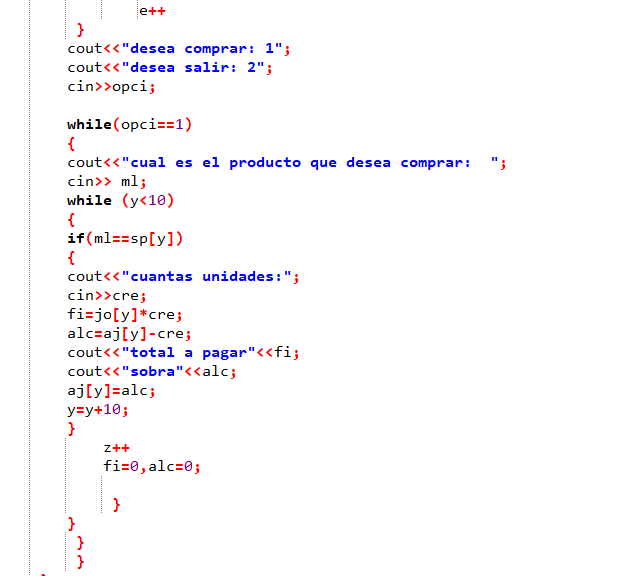 e++
}
cout<<"desea comprar: 1";
cout<<"desea salir: 2";
cin>>opci;
while(opci==1)
{
cout<<"cual es el producto que desea comprar:  ";
cin>> ml;
while (y<10)
{
if(ml==sp[y])
{
cout<<"cuantas unidades:";
cin>>cre;
fi=jo[y]*cre;
alc=aj[y]-cre;
cout<<"total a pagar"<<fi;
cout<<"sobra"<<alc;
aj[y]=alc;
y=y+10;
}
z++
fi=0,alc=0;
}
}
}
}